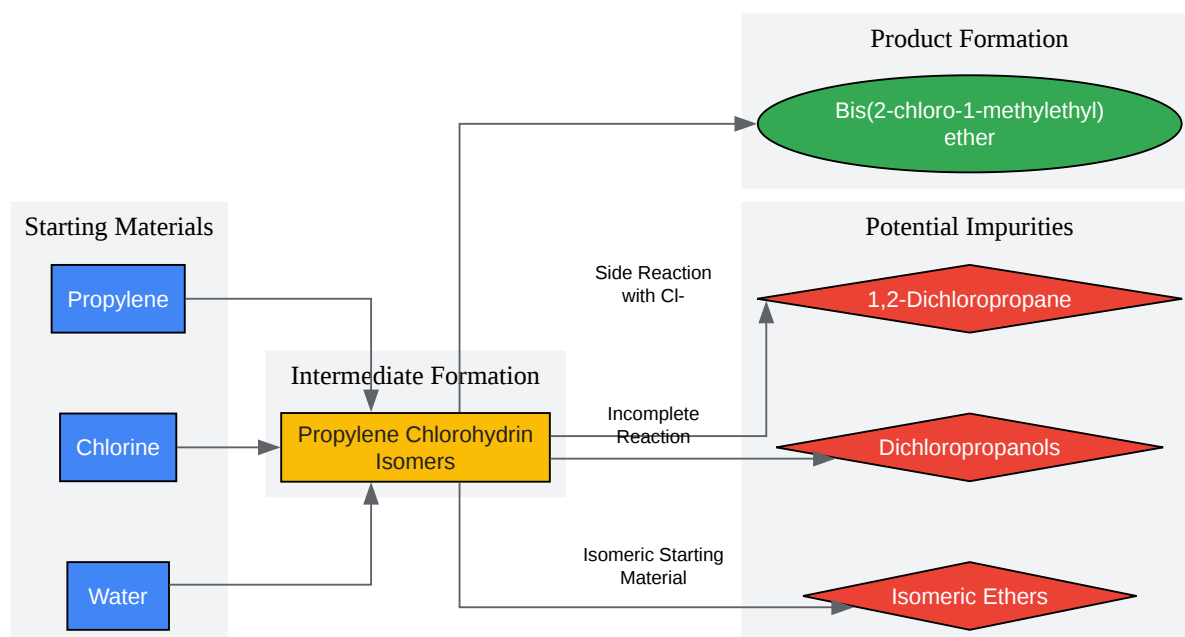 Product Formation
Bis(2-chloro-1-methylethyl)
ether
Starting Materials
Propylene
Chlorine
Water
Intermediate Formation
Propylene Chlorohydrin
Isomers
Side Reaction
with Cl-
Incomplete
Reaction
Isomeric Starting
Material
Potential Impurities
1,2-Dichloropropane
Dichloropropanols
Isomeric Ethers